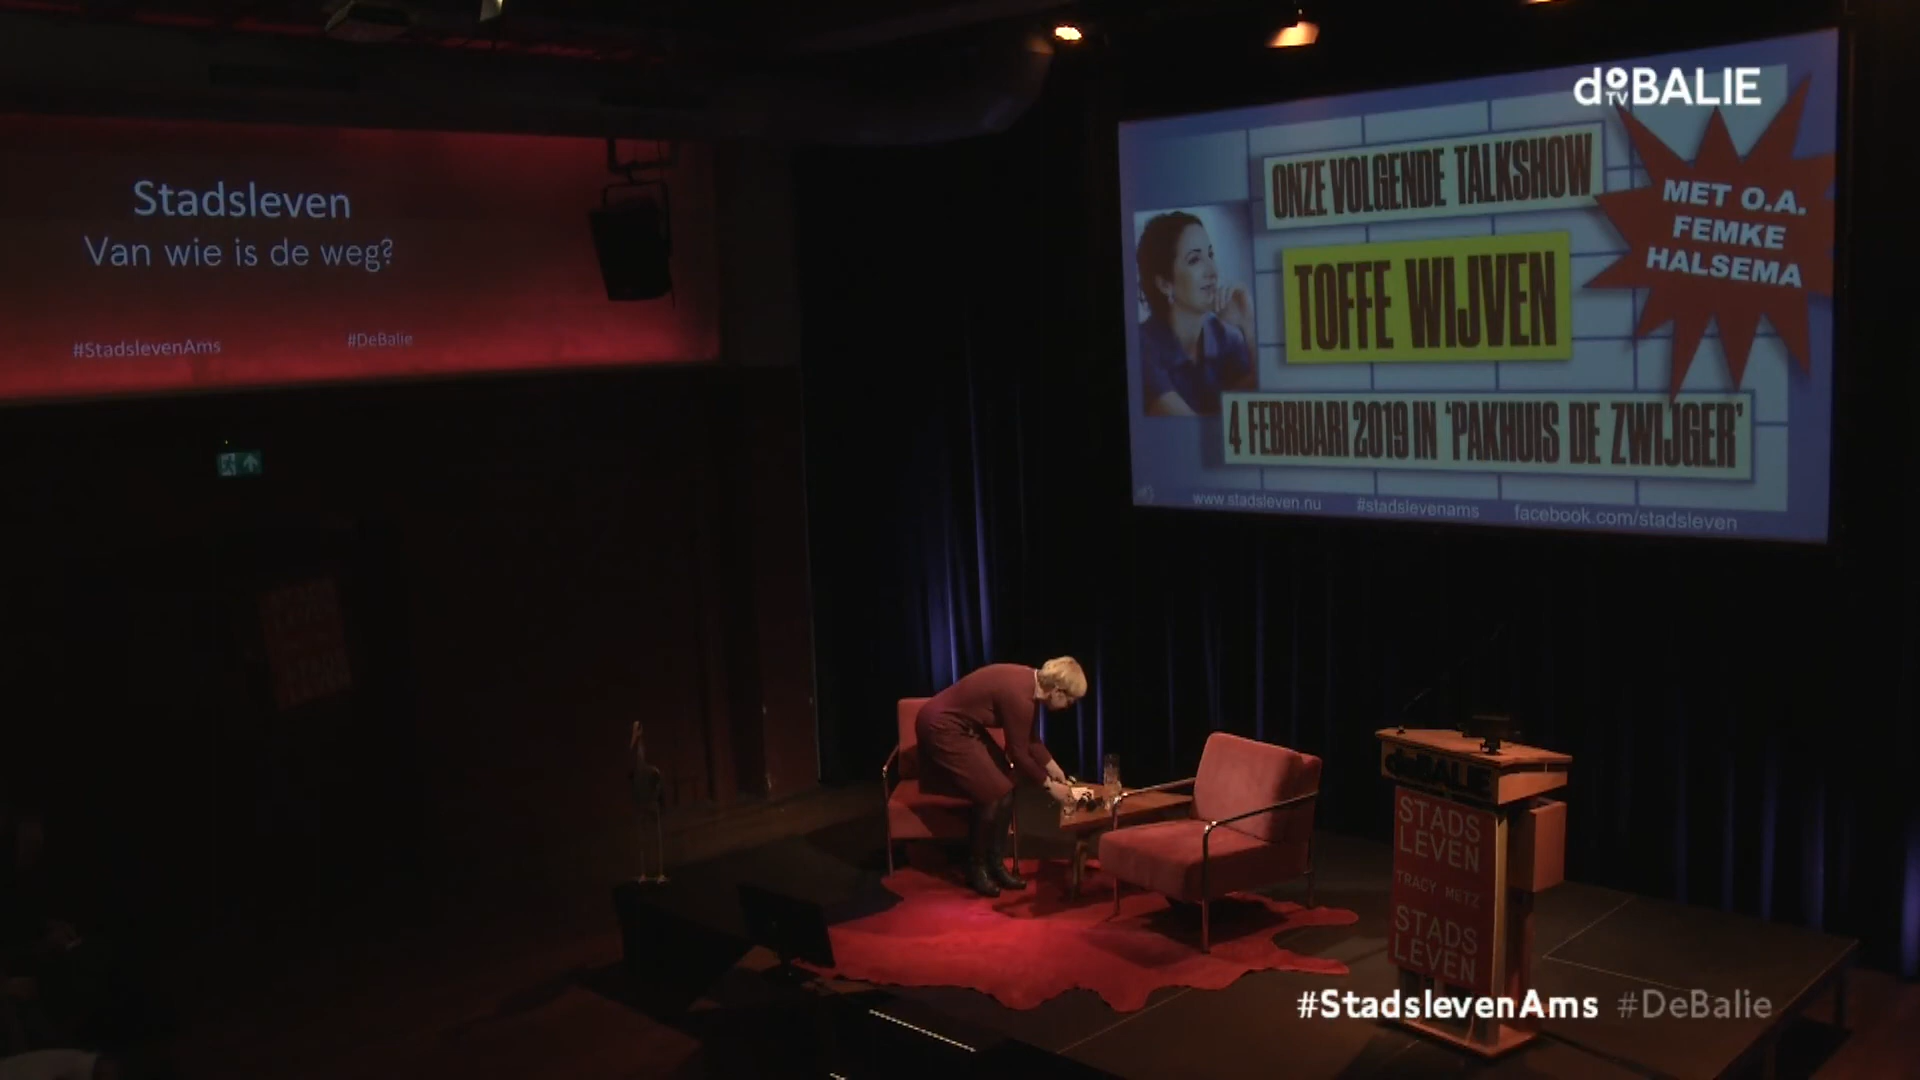 Stadsleven
Van wie is de weg?
#StadslevenAms #DeBalie
deBALIE
TV
ONZE VOLGENDE TALKSHOW
MET O.A.
FEMKE
HALSEMA
TOFFE WIJVEN
4 FEBRUARI 2019 IN 'PAKHUIS DE ZWIJGER'
www.stadsleven.nu #stadslevenams facebook.com/stadsleven
deBALIE
STADS
LEVEN
TRACY METZ
STADS
LEVEN
#StadslevenAms #DeBalie